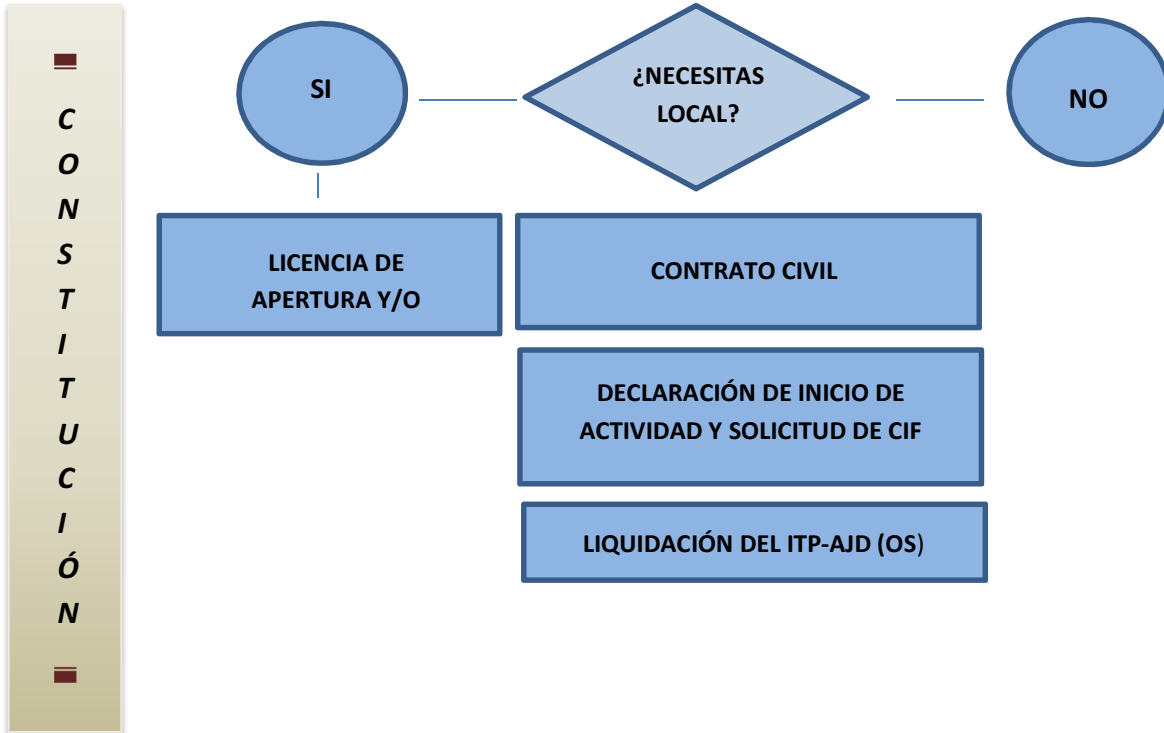 CONSTITUCIÓN
SI
¿NECESITAS
LOCAL?
NO
LICENCIA DE
APERTURA Y/O
CONTRATO CIVIL
DECLARACIÓN DE INICIO DE
ACTIVIDAD Y SOLICITUD DE CIF
LIQUIDACIÓN DEL ITP-AJD (OS)